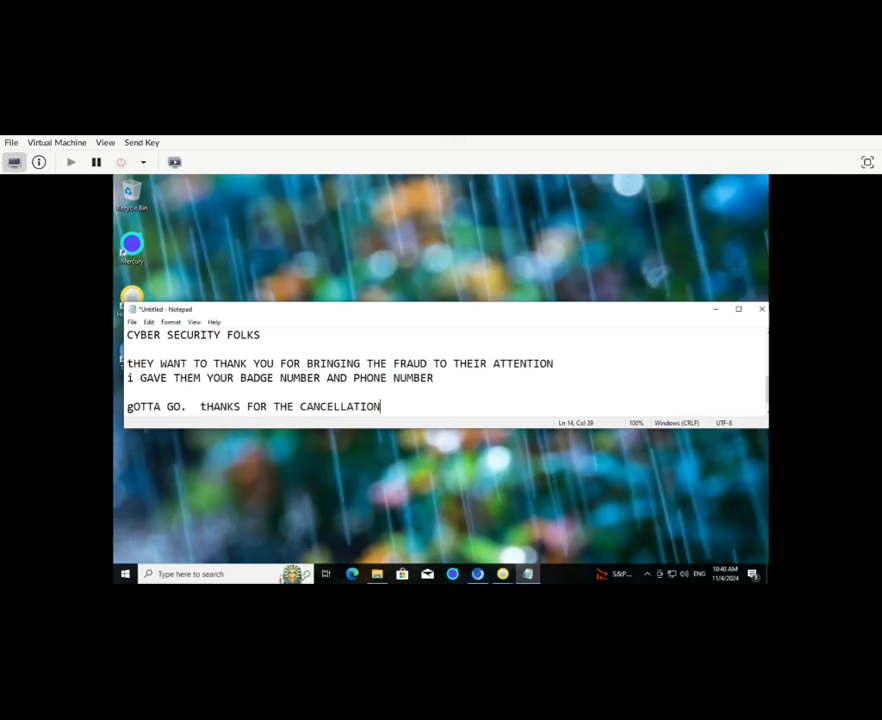 File Virtual Machine View Send Key
Recycle Bin
Mercury
*Untitled - Notepad
File Edit Format View Help
CYBER SECURITY FOLKS
tHEY WANT TO THANK YOU FOR BRINGING THE FRAUD TO THEIR ATTENTION
i GAVE THEM YOUR BADGE NUMBER AND PHONE NUMBER
gOTTA GO.  tHANKS FOR THE CANCELLATION
Ln 14, Col 39 100% Windows (CRLF) UTF-8
Type here to search S&P... ENG 10:40 AM
11/4/2024